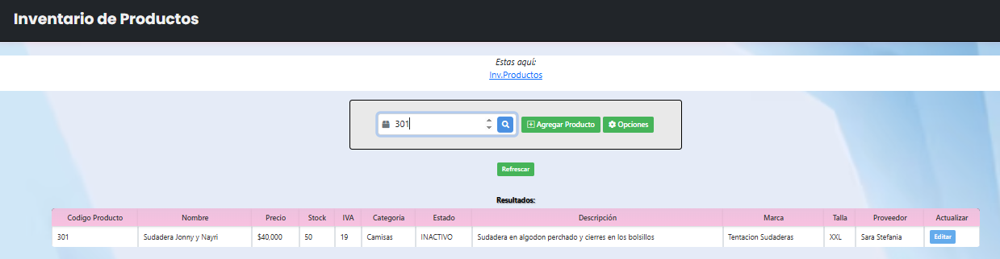 Inventario de Productos
Estas aquí:
Inv.Productos
301 Agregar Producto Opciones
Refrescar
Resultados:
Codigo Producto Nombre Precio Stock IVA Categoria Estado Descripción Marca Talla Proveedor Actualizar
301 Sudadera Jonny y Nayri $40,000 50 19 Camisas INACTIVO Sudadera en algodon perchado y cierres en los bolsillos Tentacion Sudaderas XXL Sara Stefania Editar